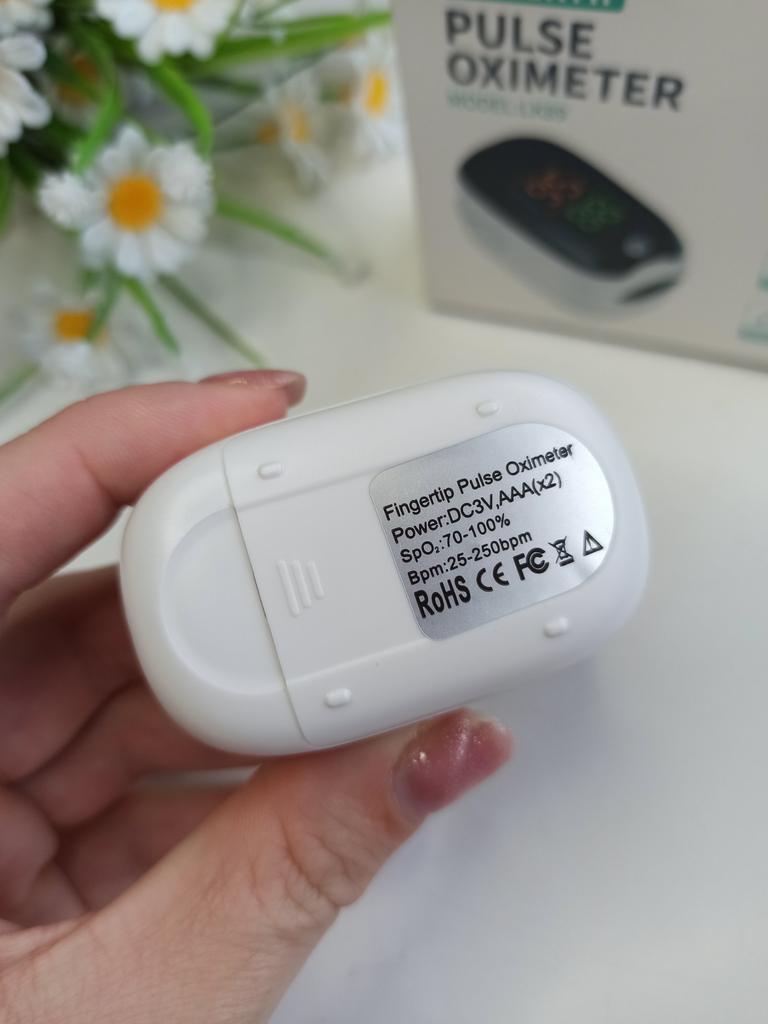 PULSE
OXIMETER
Fingertip Pulse Oximeter
Power:DC3V,AAA(x2)
SpO₂:70-100%
Bpm:25-250bpm
RoHS CE FC